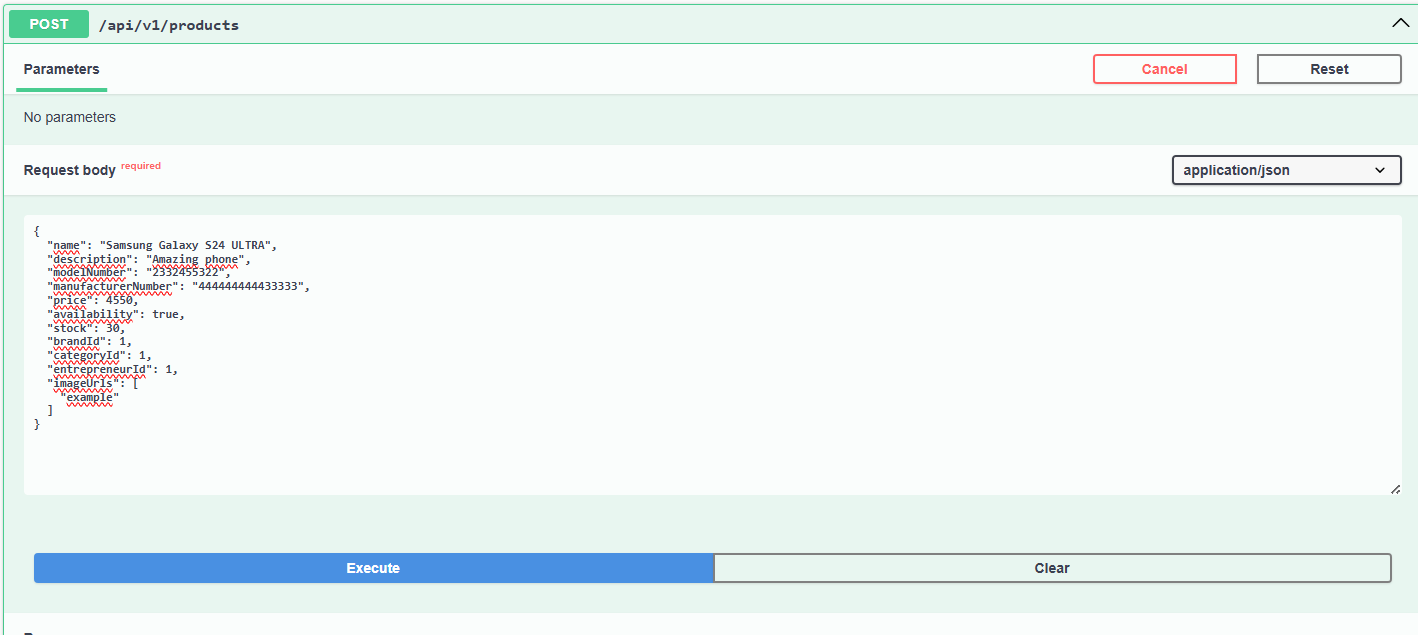 POST /api/v1/products
Parameters
Cancel
Reset
No parameters
Request body required
application/json
{
  "name": "Samsung Galaxy S24 ULTRA",
  "description": "Amazing phone",
  "modelNumber": "2332455322",
  "manufacturerNumber": "444444444433333",
  "price": 4550,
  "availability": true,
  "stock": 30,
  "brandId": 1,
  "categoryId": 1,
  "entrepreneurId": 1,
  "imageUrls": [
    "example"
  ]
}
Execute
Clear